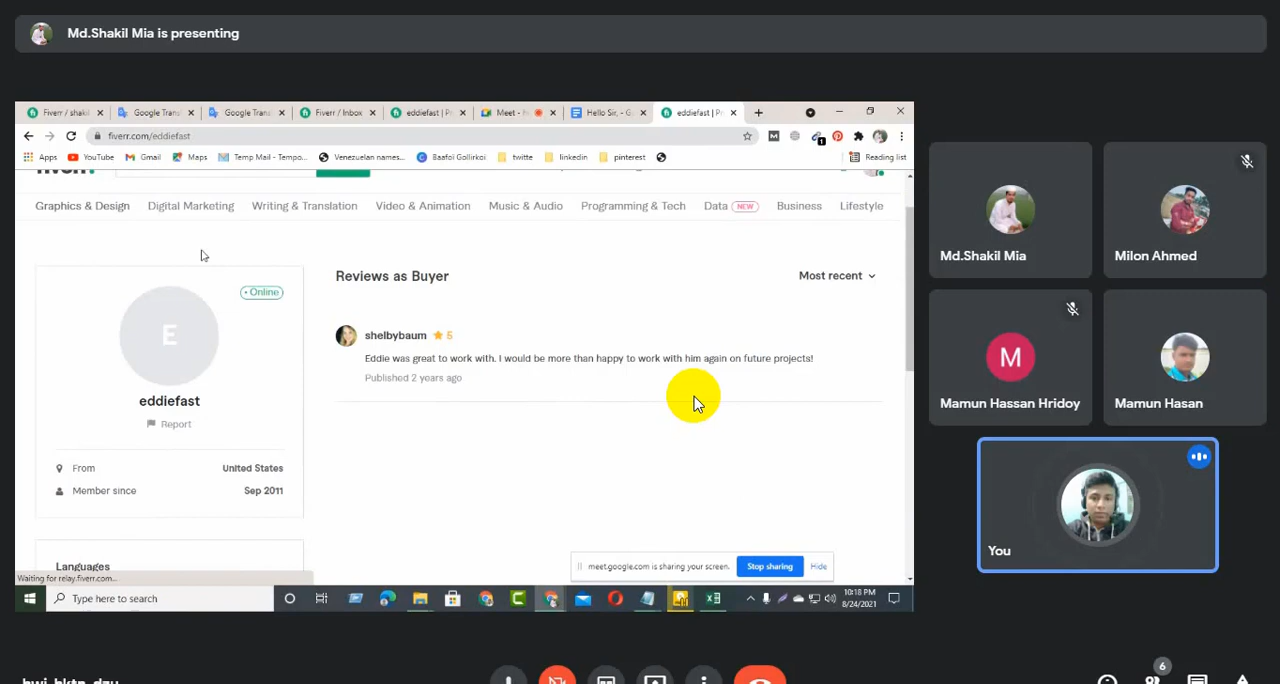 Md.Shakil Mia is presenting
Fiverr / shakil
Google Trans
Google Trans
Fiverr / Inbox
eddiefast | P
Meet -
Hello Sir, - G
eddiefast | Pr
fiverr.com/eddiefast
Apps YouTube Gmail Maps Temp Mail - Tempo... Venezuelan names... Baafoi Gollirkoi twitte linkedin pinterest Reading list
Graphics & Design Digital Marketing Writing & Translation Video & Animation Music & Audio Programming & Tech Data NEW Business Lifestyle
Online
E
eddiefast
Report
From United States
Member since Sep 2011
Languages
Reviews as Buyer Most recent
shelbybaum 5
Eddie was great to work with. I would be more than happy to work with him again on future projects!
Published 2 years ago
Waiting for relay.fiverr.com...
meet.google.com is sharing your screen. Stop sharing Hide
Type here to search
10:18 PM
8/24/2021
Md.Shakil Mia
Milon Ahmed
M
Mamun Hassan Hridoy
Mamun Hasan
You
6